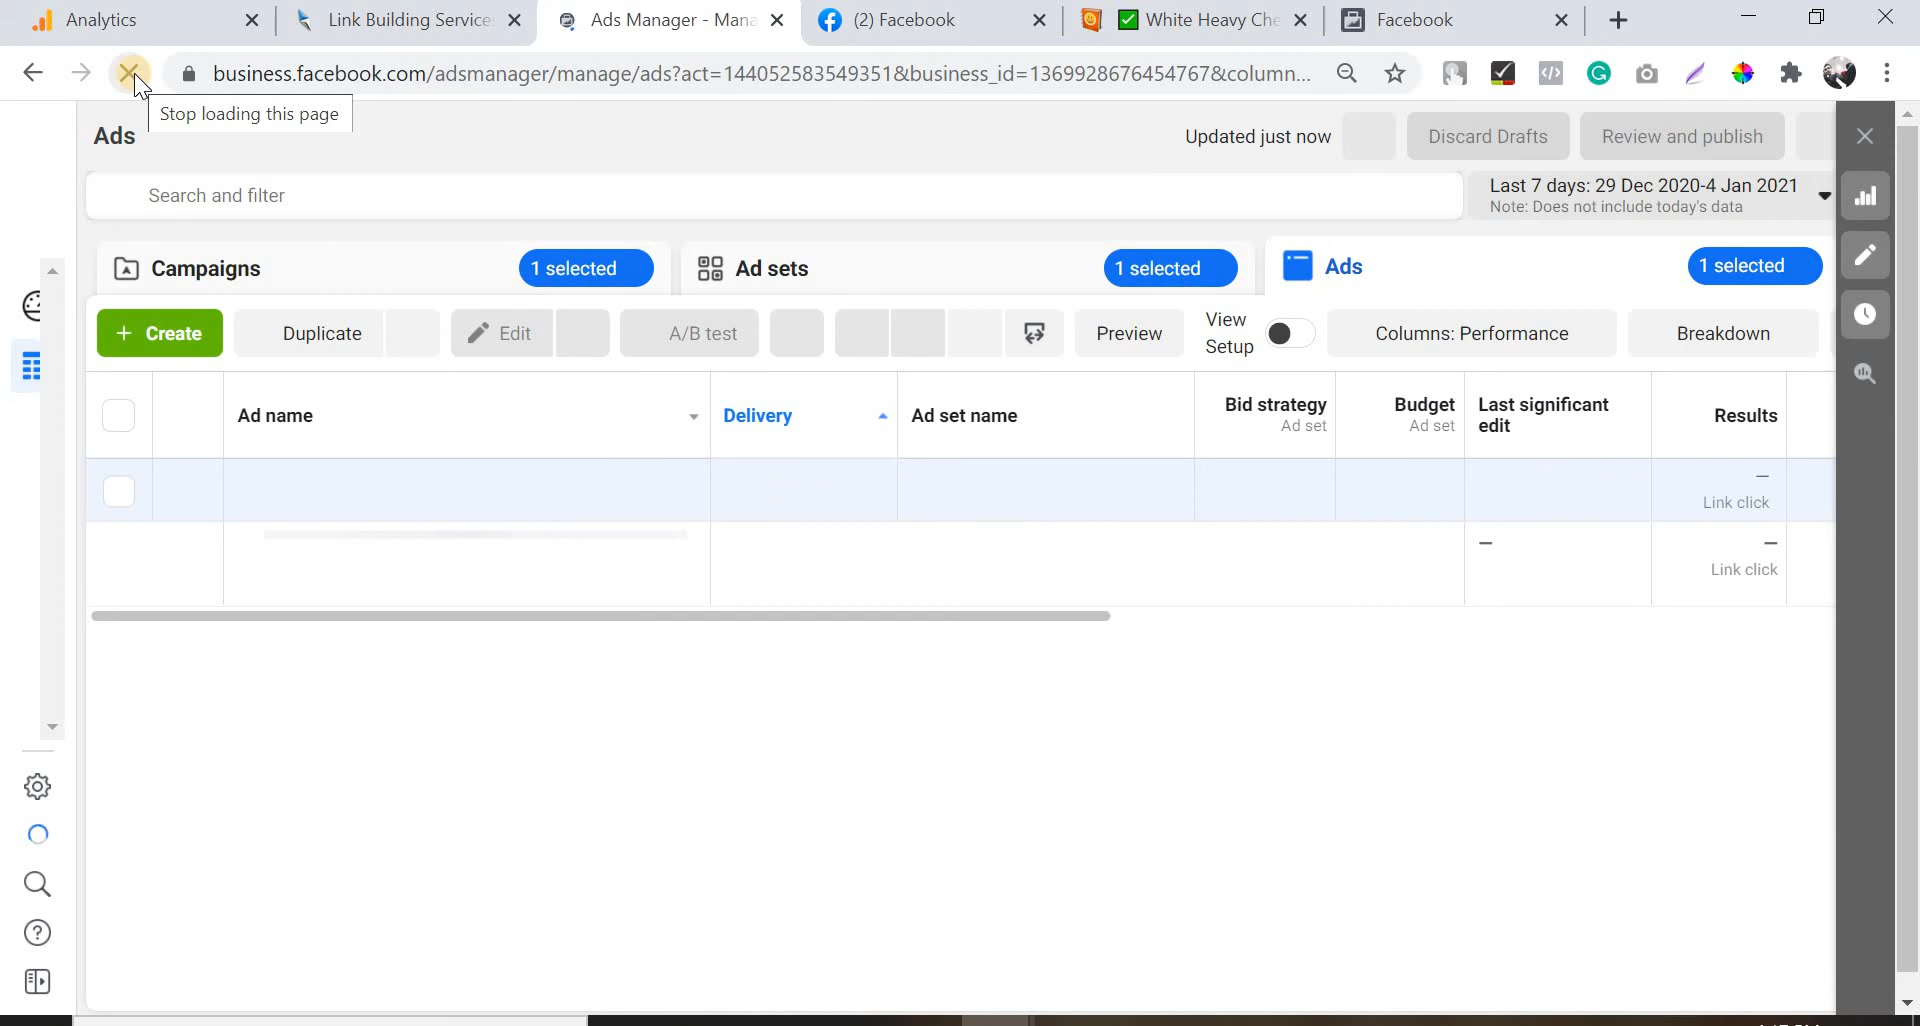 Analytics
Link Building Service
Ads Manager - Mana
(2) Facebook
White Heavy Che
Facebook
business.facebook.com/adsmanager/manage/ads?act=144052583549351&business_id=1369928676454767&column...
Stop loading this page
Ads
Updated just now
Discard Drafts
Review and publish
Search and filter
Last 7 days: 29 Dec 2020-4 Jan 2021
Note: Does not include today's data
Campaigns
1 selected
Ad sets
1 selected
Ads
1 selected
+ Create
Duplicate
Edit
A/B test
Preview
View
Setup
Columns: Performance
Breakdown
Ad name
Delivery
Ad set name
Bid strategy
Ad set
Budget
Ad set
Last significant
edit
Results
—
Link click
—
—
Link click